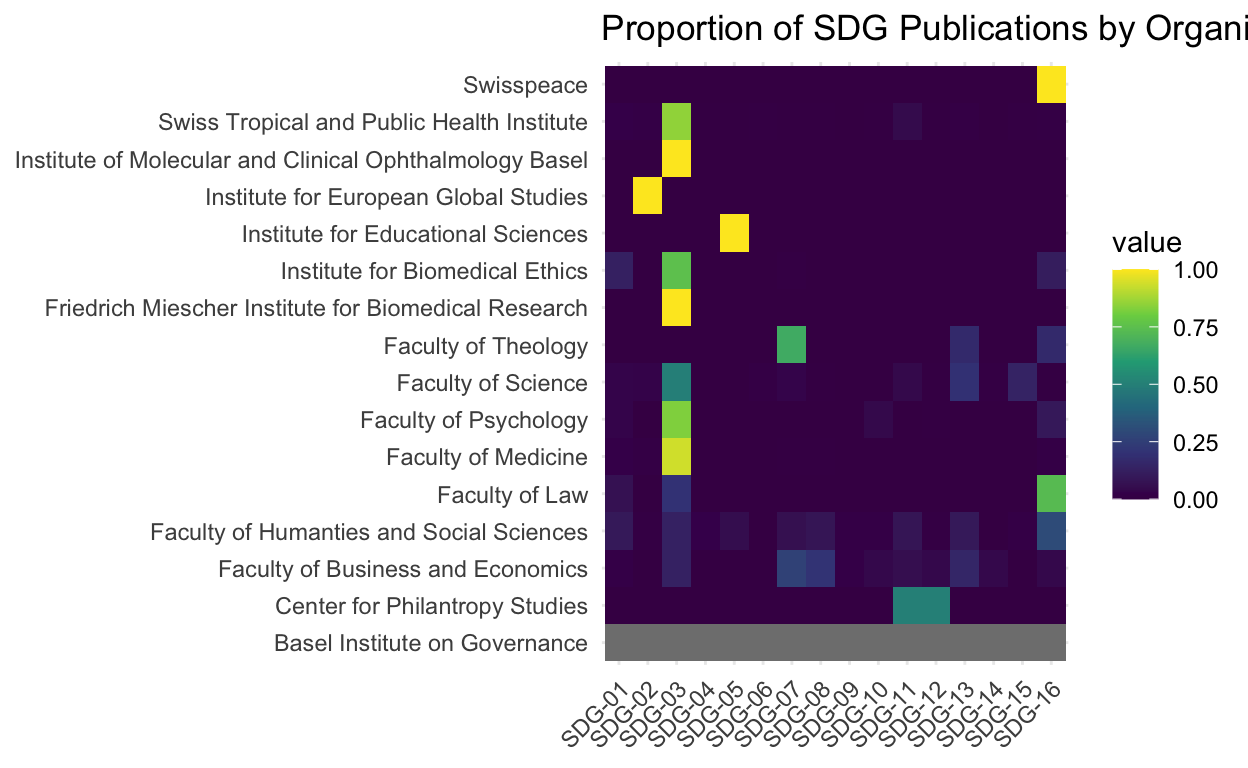 Proportion of SDG Publications by Organi
Swisspeace
Swiss Tropical and Public Health Institute
Institute of Molecular and Clinical Ophthalmology Basel
Institute for European Global Studies
Institute for Educational Sciences
Institute for Biomedical Ethics
Friedrich Miescher Institute for Biomedical Research
Faculty of Theology
Faculty of Science
Faculty of Psychology
Faculty of Medicine
Faculty of Law
Faculty of Humanties and Social Sciences
Faculty of Business and Economics
Center for Philantropy Studies
Basel Institute on Governance
SDG-01
SDG-02
SDG-03
SDG-04
SDG-05
SDG-06
SDG-07
SDG-08
SDG-09
SDG-10
SDG-11
SDG-12
SDG-13
SDG-14
SDG-15
SDG-16
value
1.00
0.75
0.50
0.25
0.00